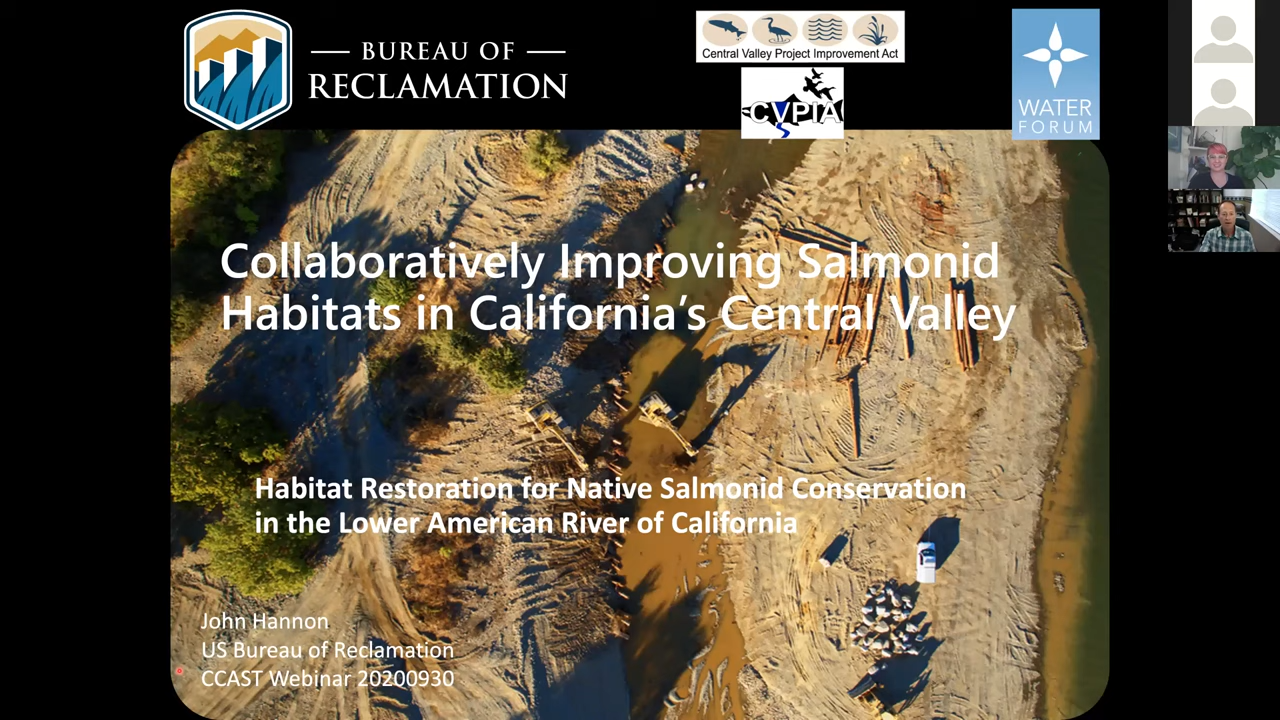 BUREAU OF
RECLAMATION
Central Valley Project Improvement Act
CVPIA
WATER
FORUM
Collaboratively Improving Salmonid
Habitats in California's Central Valley
Habitat Restoration for Native Salmonid Conservation
in the Lower American River of California
John Hannon
US Bureau of Reclamation
CCAST Webinar 20200930